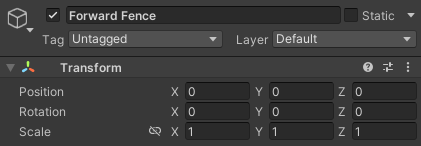 Forward Fence Static
Tag Untagged Layer Default
Transform
Position X 0 Y 0 Z 0
Rotation X 0 Y 0 Z 0
Scale X 1 Y 1 Z 1